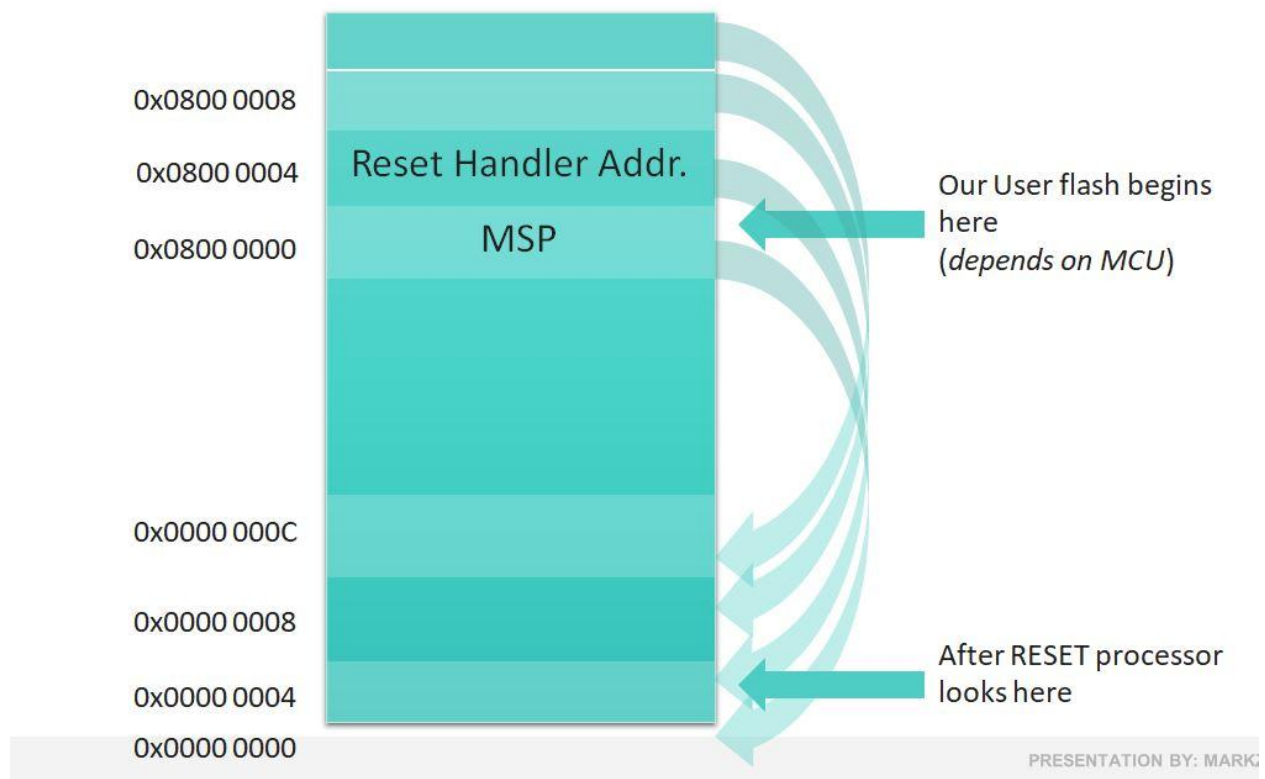 0x0800 0008
0x0800 0004
Reset Handler Addr.
0x0800 0000
MSP
Our User flash begins
here
(depends on MCU)
0x0000 000C
0x0000 0008
0x0000 0004
After RESET processor
looks here
0x0000 0000
PRESENTATION BY: MARK